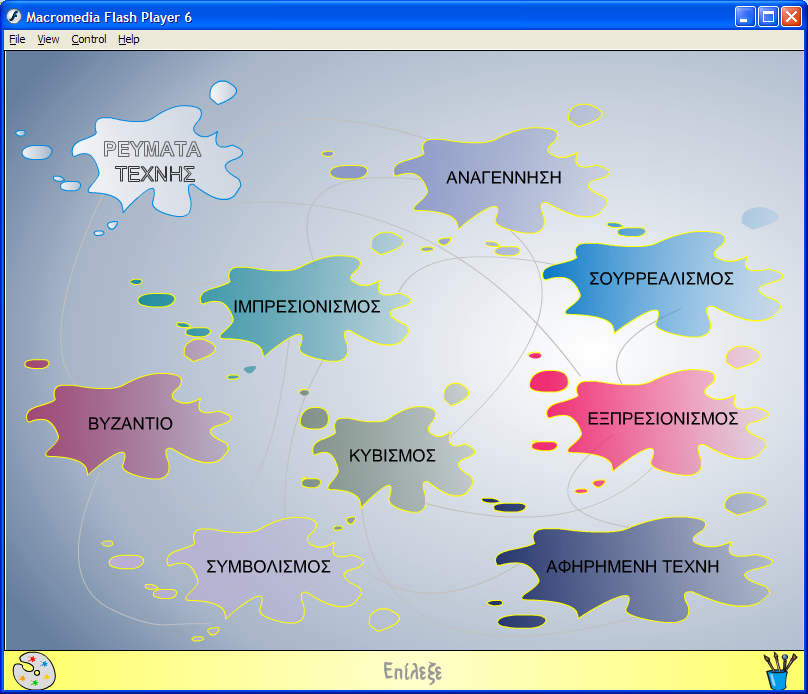 Macromedia Flash Player 6
File View Control Help
ΡΕΥΜΑΤΑ
ΤΕΧΝΗΣ
ΑΝΑΓΕΝΝΗΣΗ
ΣΟΥΡΡΕΑΛΙΣΜΟΣ
ΙΜΠΡΕΣΙΟΝΙΣΜΟΣ
ΒΥΖΑΝΤΙΟ
ΕΞΠΡΕΣΙΟΝΙΣΜΟΣ
ΚΥΒΙΣΜΟΣ
ΣΥΜΒΟΛΙΣΜΟΣ
ΑΦΗΡΗΜΕΝΗ ΤΕΧΝΗ
Επίλεξε